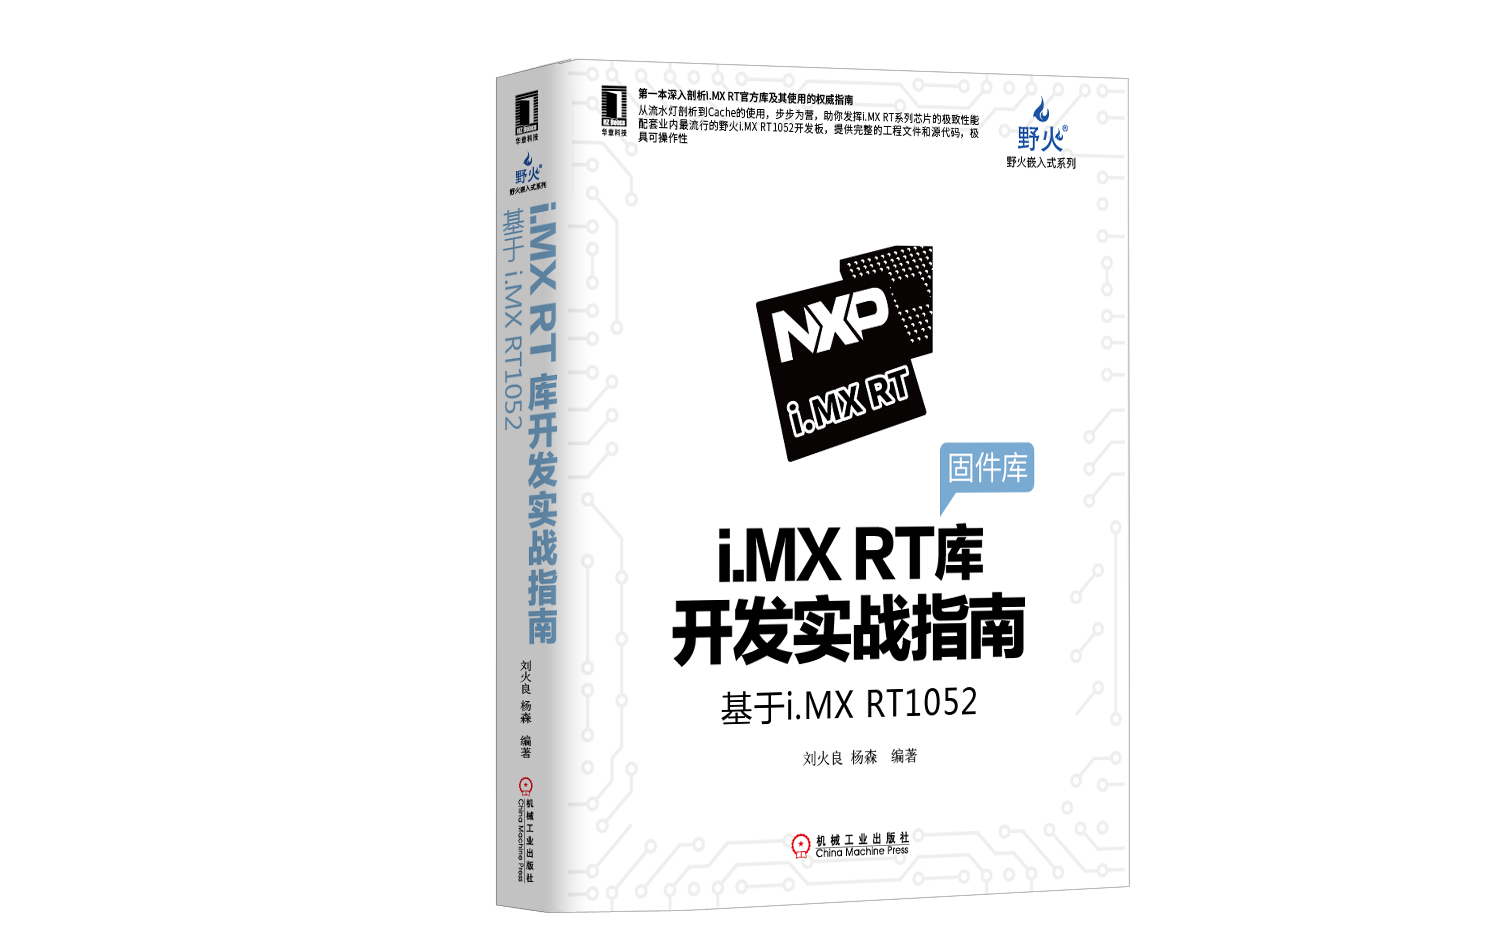 HZ BOOKS
华章科技
野火®
野火嵌入式系列
i.MX RT 库开发实战指南
基于 i.MX RT1052
刘火良 杨森 编著
机械工业出版社
China Machine Press
HZ BOOKS
华章科技
第一本深入剖析i.MX RT官方库及其使用的权威指南
从流水灯剖析到Cache的使用，步步为营，助你发挥i.MX RT系列芯片的极致性能
配套业内最流行的野火i.MX RT1052开发板，提供完整的工程文件和源代码，极
具可操作性
野火®
野火嵌入式系列
NXP
i.MX RT
固件库
i.MX RT库
开发实战指南
基于i.MX RT1052
刘火良 杨森 编著
机械工业出版社
China Machine Press